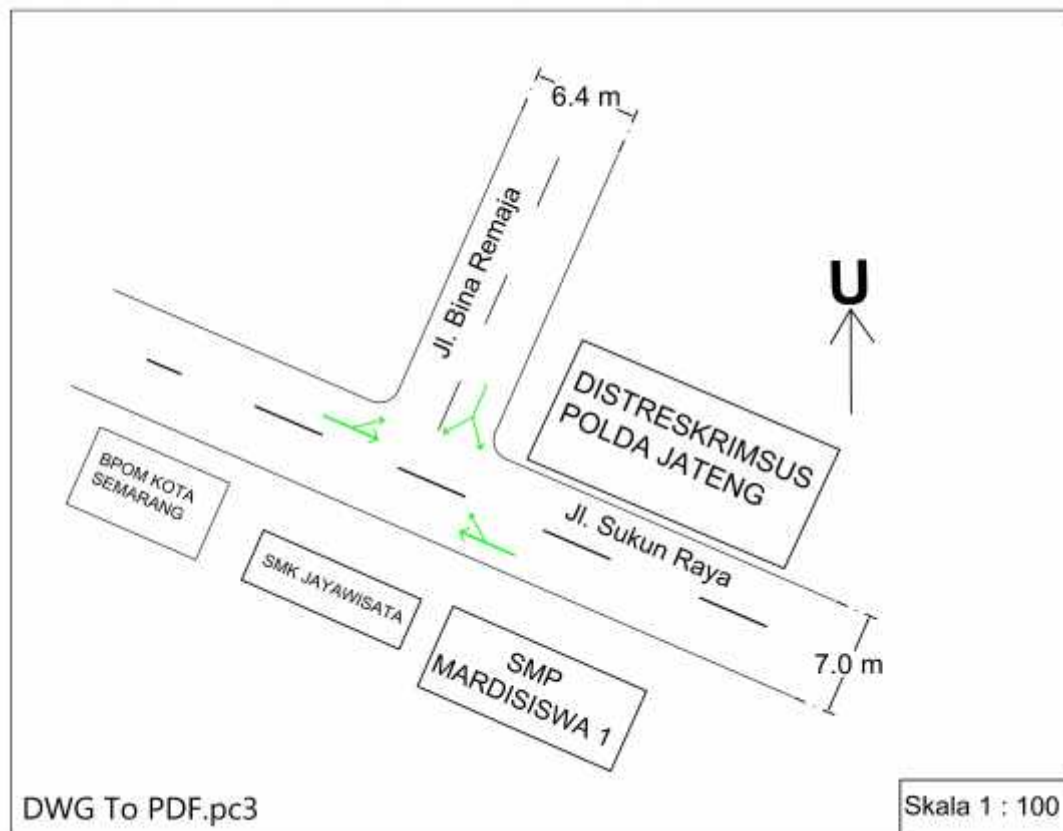 6.4 m
Jl. Bina Remaja
U
DISTRESKRIMSUS
POLDA JATENG
BPOM KOTA
SEMARANG
Jl. Sukun Raya
SMK JAYAWISATA
SMP
MARDISISWA 1
7.0 m
DWG To PDF.pc3
Skala 1 : 100